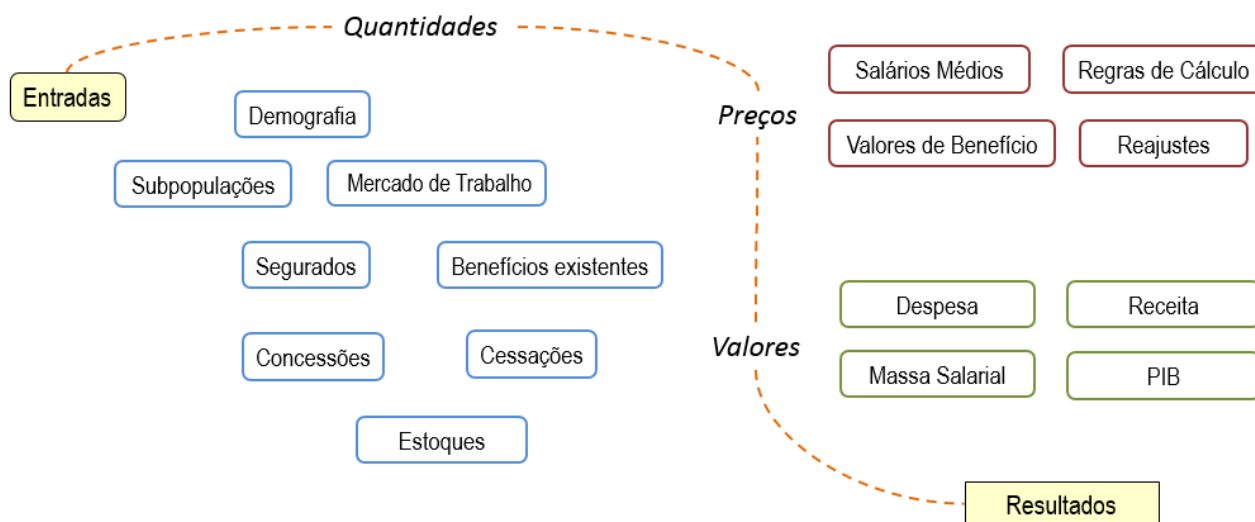 Quantidades
Entradas
Demografia
Subpopulações
Mercado de Trabalho
Segurados
Benefícios existentes
Concessões
Cessações
Estoques
Preços
Salários Médios
Regras de Cálculo
Valores de Benefício
Reajustes
Valores
Despesa
Receita
Massa Salarial
PIB
Resultados